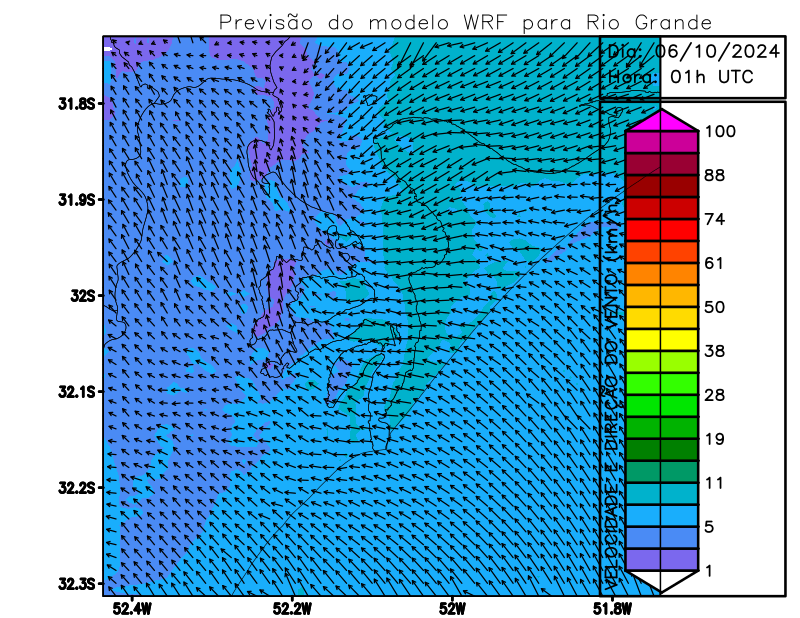 Previsão do modelo WRF para Rio Grande
Dia: 06/10/2024
Hora: 01h UTC
31.8S
31.9S
32S
32.1S
32.2S
32.3S
52.4W
52.2W
52W
51.8W
VELOCIDADE E DIREÇÃO DO VENTO (km/h)
100
88
74
61
50
38
28
19
11
5
1